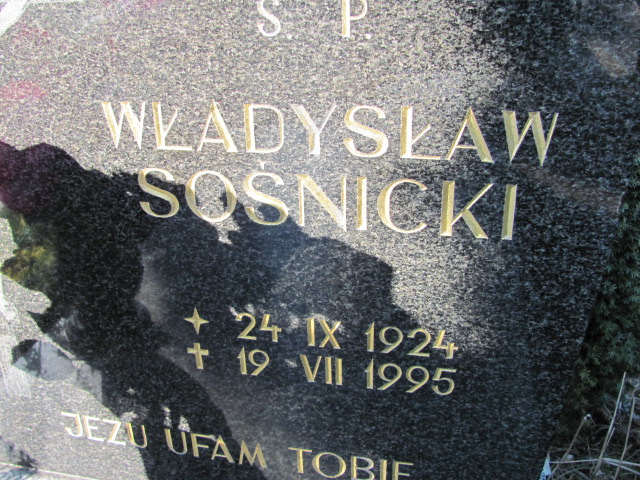 Ś. P.
WŁADYSŁAW
SOŚNICKI
24 IX 1924
19 VII 1995
JEZU UFAM TOBIE